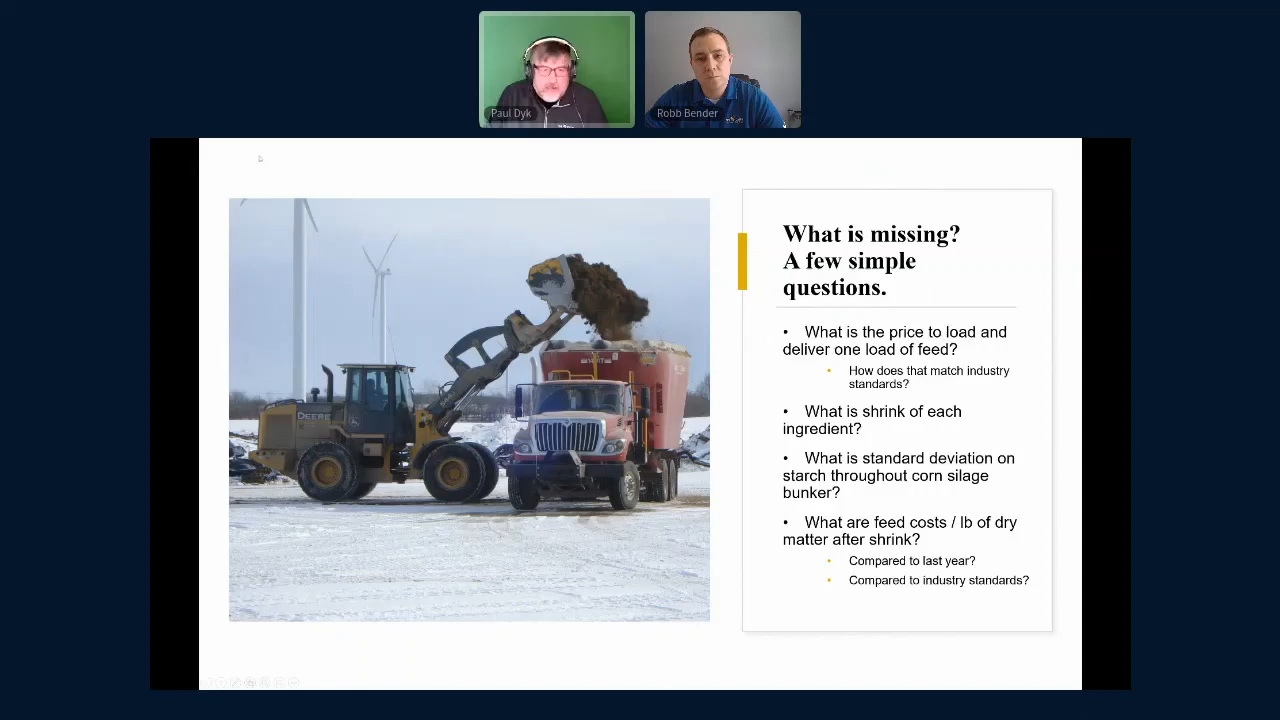 Paul Dyk
Robb Bender
What is missing?
A few simple
questions.
• What is the price to load and
deliver one load of feed?
• How does that match industry
standards?
• What is shrink of each
ingredient?
• What is standard deviation on
starch throughout corn silage
bunker?
• What are feed costs / lb of dry
matter after shrink?
• Compared to last year?
• Compared to industry standards?
DEERE